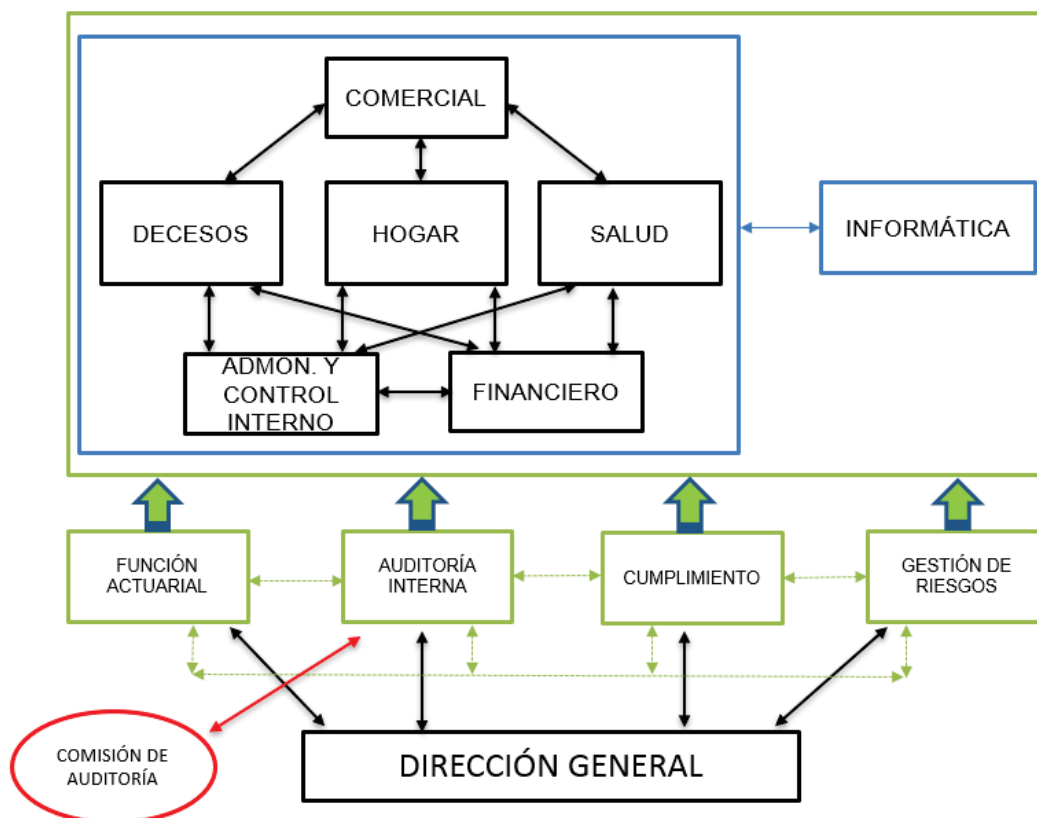 COMERCIAL
DECESOS
HOGAR
SALUD
INFORMÁTICA
ADMON. Y
CONTROL
INTERNO
FINANCIERO
FUNCIÓN
ACTUARIAL
AUDITORÍA
INTERNA
CUMPLIMIENTO
GESTIÓN DE
RIESGOS
COMISIÓN DE
AUDITORÍA
DIRECCIÓN GENERAL